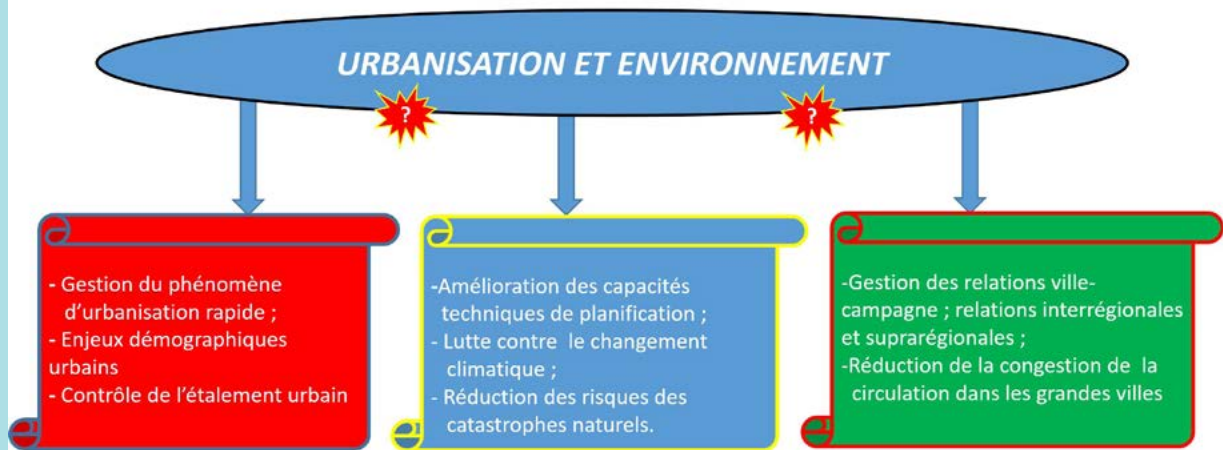 URBANISATION ET ENVIRONNEMENT
?
?
- Gestion du phénomène
d'urbanisation rapide ;
- Enjeux démographiques
urbains
- Contrôle de l'étalement urbain
-Amélioration des capacités
techniques de planification ;
- Lutte contre le changement
climatique ;
- Réduction des risques des
catastrophes naturels.
-Gestion des relations ville-
campagne ; relations interrégionales
et suprarégionales ;
-Réduction de la congestion de la
circulation dans les grandes villes